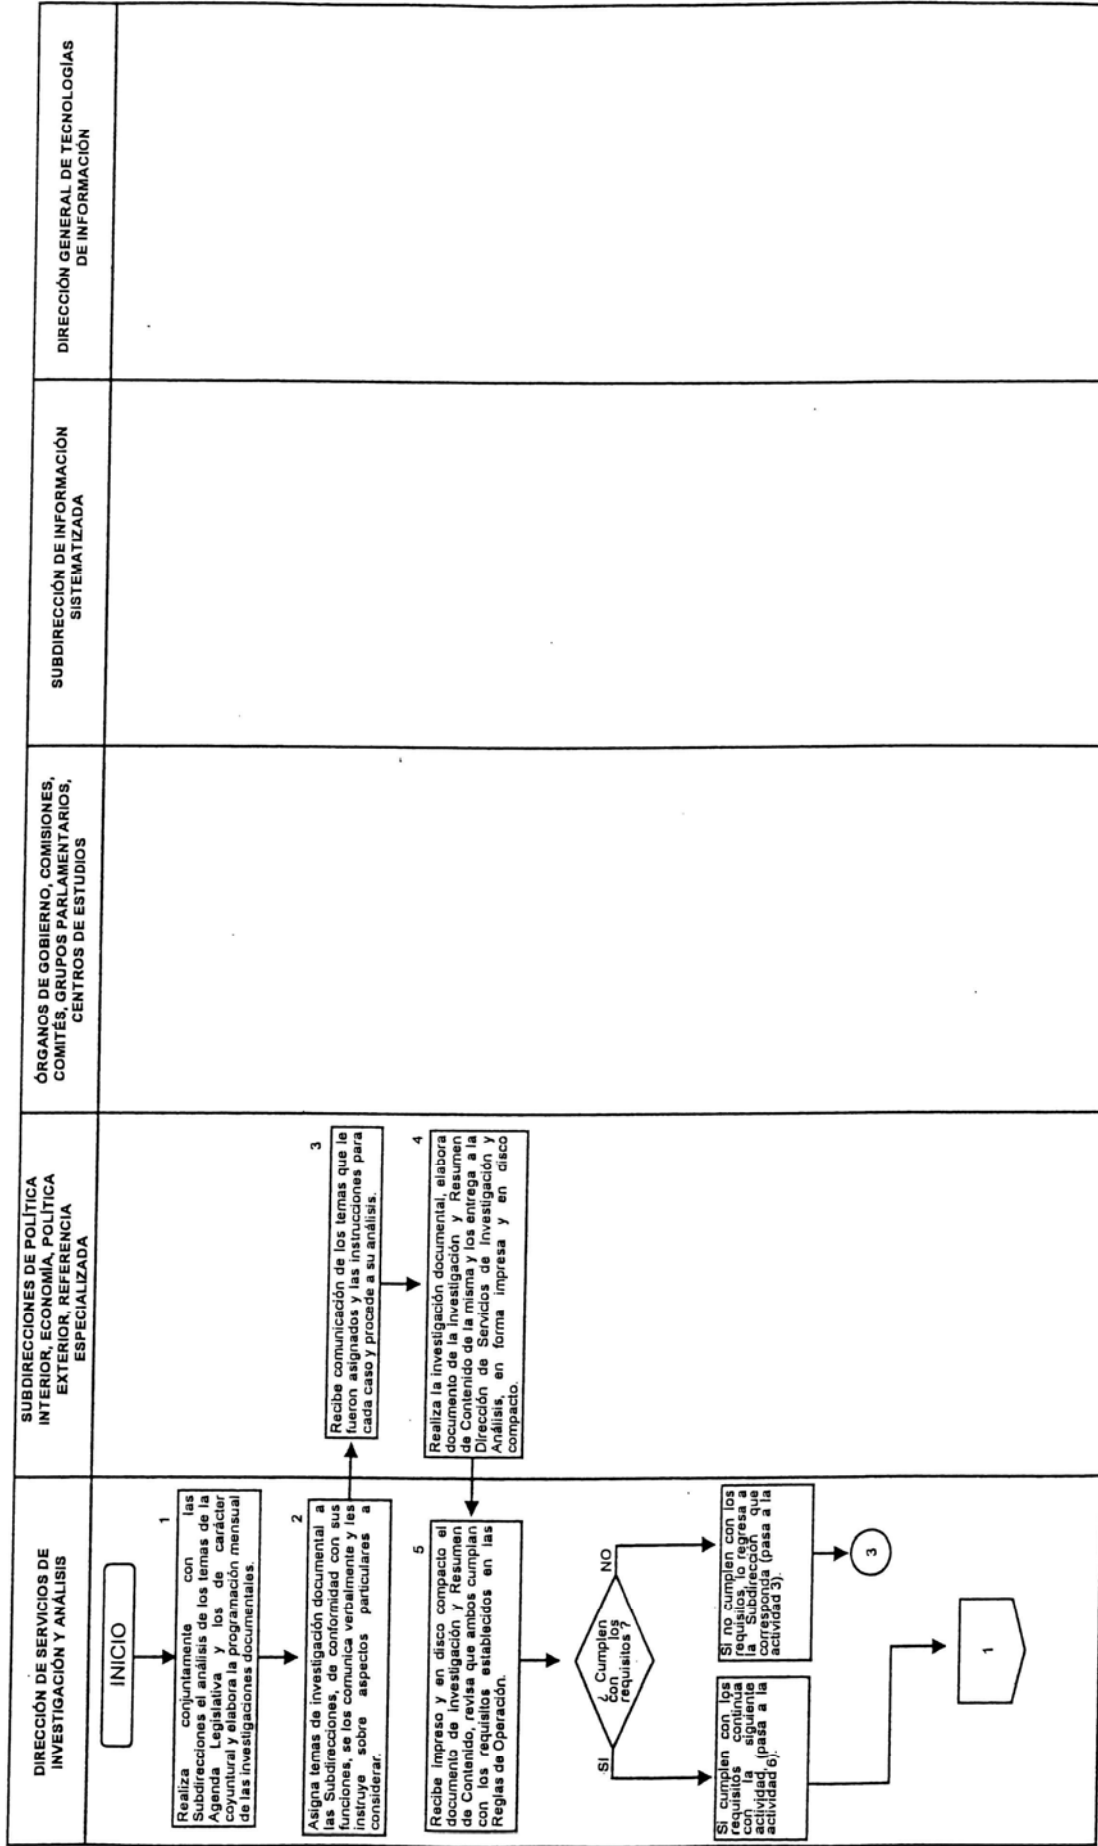 DIRECCIÓN DE SERVICIOS DE
INVESTIGACIÓN Y ANÁLISIS
SUBDIRECCIONES DE POLÍTICA
INTERIOR, ECONOMÍA, POLÍTICA
EXTERIOR, REFERENCIA
ESPECIALIZADA
ÓRGANOS DE GOBIERNO, COMISIONES,
COMITÉS, GRUPOS PARLAMENTARIOS,
CENTROS DE ESTUDIOS
SUBDIRECCIÓN DE INFORMACIÓN
SISTEMATIZADA
DIRECCIÓN GENERAL DE TECNOLOGÍAS
DE INFORMACIÓN
INICIO
1
Realiza conjuntamente con las
Subdirecciones el análisis de los temas de la
Agenda Legislativa y los de carácter
coyuntural y elabora la programación mensual
de las investigaciones documentales.
2
Asigna temas de investigación documental a
las Subdirecciones, de conformidad con sus
funciones, se los comunica verbalmente y les
instruye sobre aspectos particulares a
considerar.
3
Recibe comunicación de los temas que le
fueron asignados y las instrucciones para
cada caso y procede a su análisis.
4
Realiza la investigación documental, elabora
documento de la Investigación y Resumen
de Contenido de la misma y los entrega a la
Dirección de Servicios de Investigación y
Análisis, en forma impresa y en disco
compacto.
5
Recibe impreso y en disco compacto el
documento de Investigación y Resumen
de Contenido, revisa que ambos cumplan
con los requisitos establecidos en las
Reglas de Operación.
¿ Cumplen
con los
requisitos ?
SI
NO
Si cumplen con los
requisitos continúa
con la siguiente
actividad, (pasa a la
actividad 6).
Si no cumplen con los
requisitos, lo regresa a
la Subdirección que
corresponda (pasa a la
actividad 3).
3
1